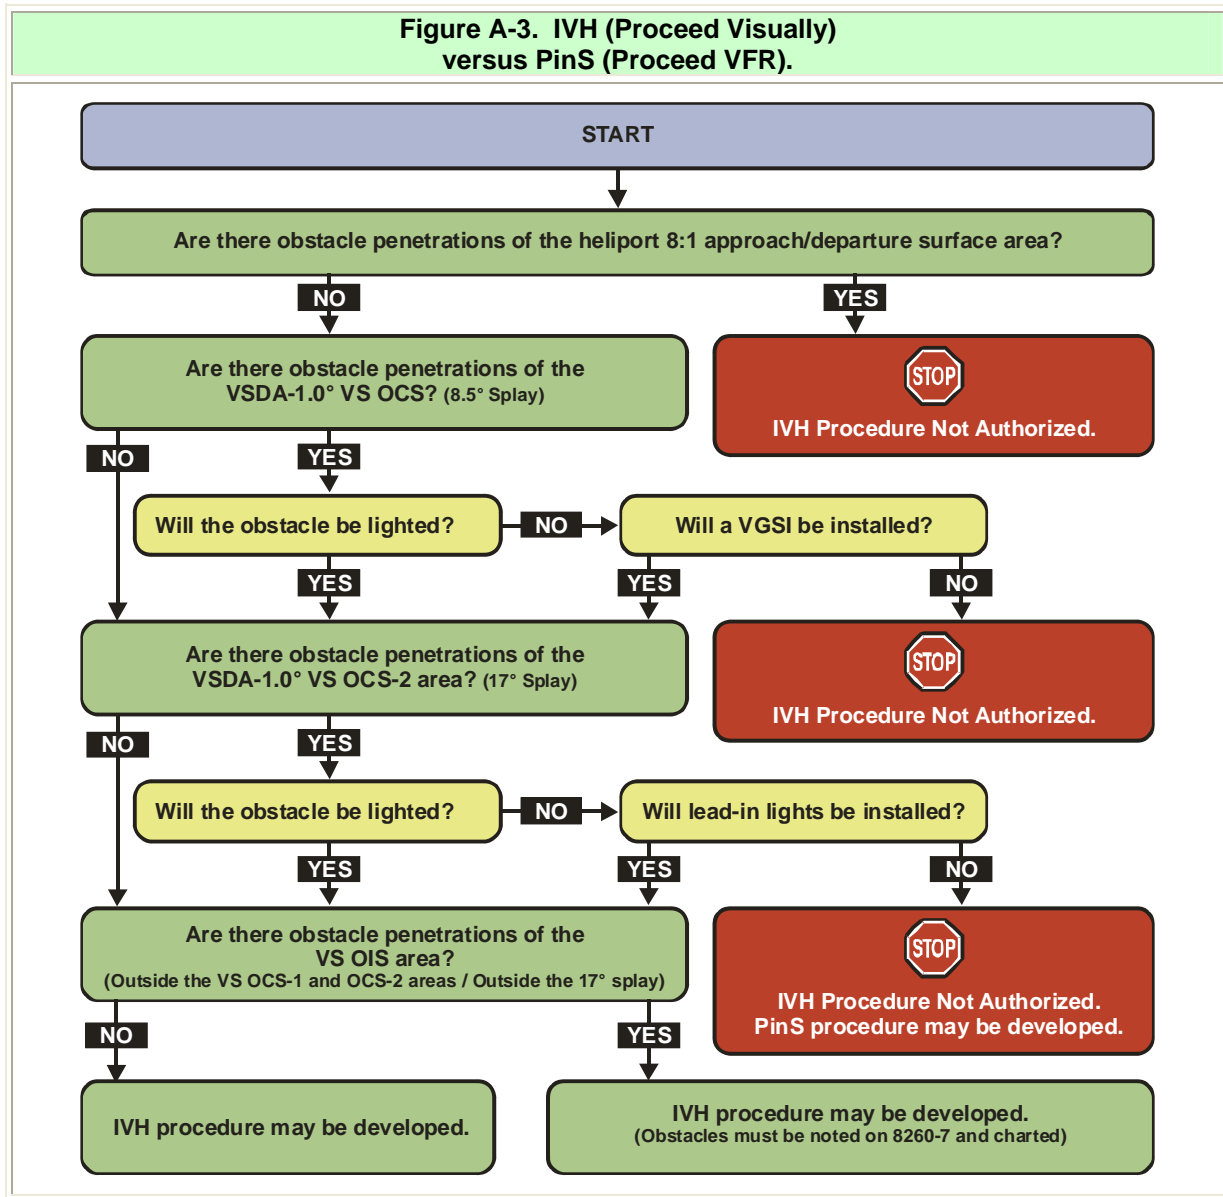 Figure A-3. IVH (Proceed Visually)
versus PinS (Proceed VFR).
START
Are there obstacle penetrations of the heliport 8:1 approach/departure surface area?
NO
YES
Are there obstacle penetrations of the
VSDA-1.0° VS OCS? (8.5° Splay)
STOP
IVH Procedure Not Authorized.
NO
YES
Will the obstacle be lighted?
NO
Will a VGSI be installed?
YES
YES
NO
Are there obstacle penetrations of the
VSDA-1.0° VS OCS-2 area? (17° Splay)
STOP
IVH Procedure Not Authorized.
NO
YES
Will the obstacle be lighted?
NO
Will lead-in lights be installed?
YES
YES
NO
Are there obstacle penetrations of the
VS OIS area?
(Outside the VS OCS-1 and OCS-2 areas / Outside the 17° splay)
STOP
IVH Procedure Not Authorized.
PinS procedure may be developed.
NO
YES
IVH procedure may be developed.
IVH procedure may be developed.
(Obstacles must be noted on 8260-7 and charted)